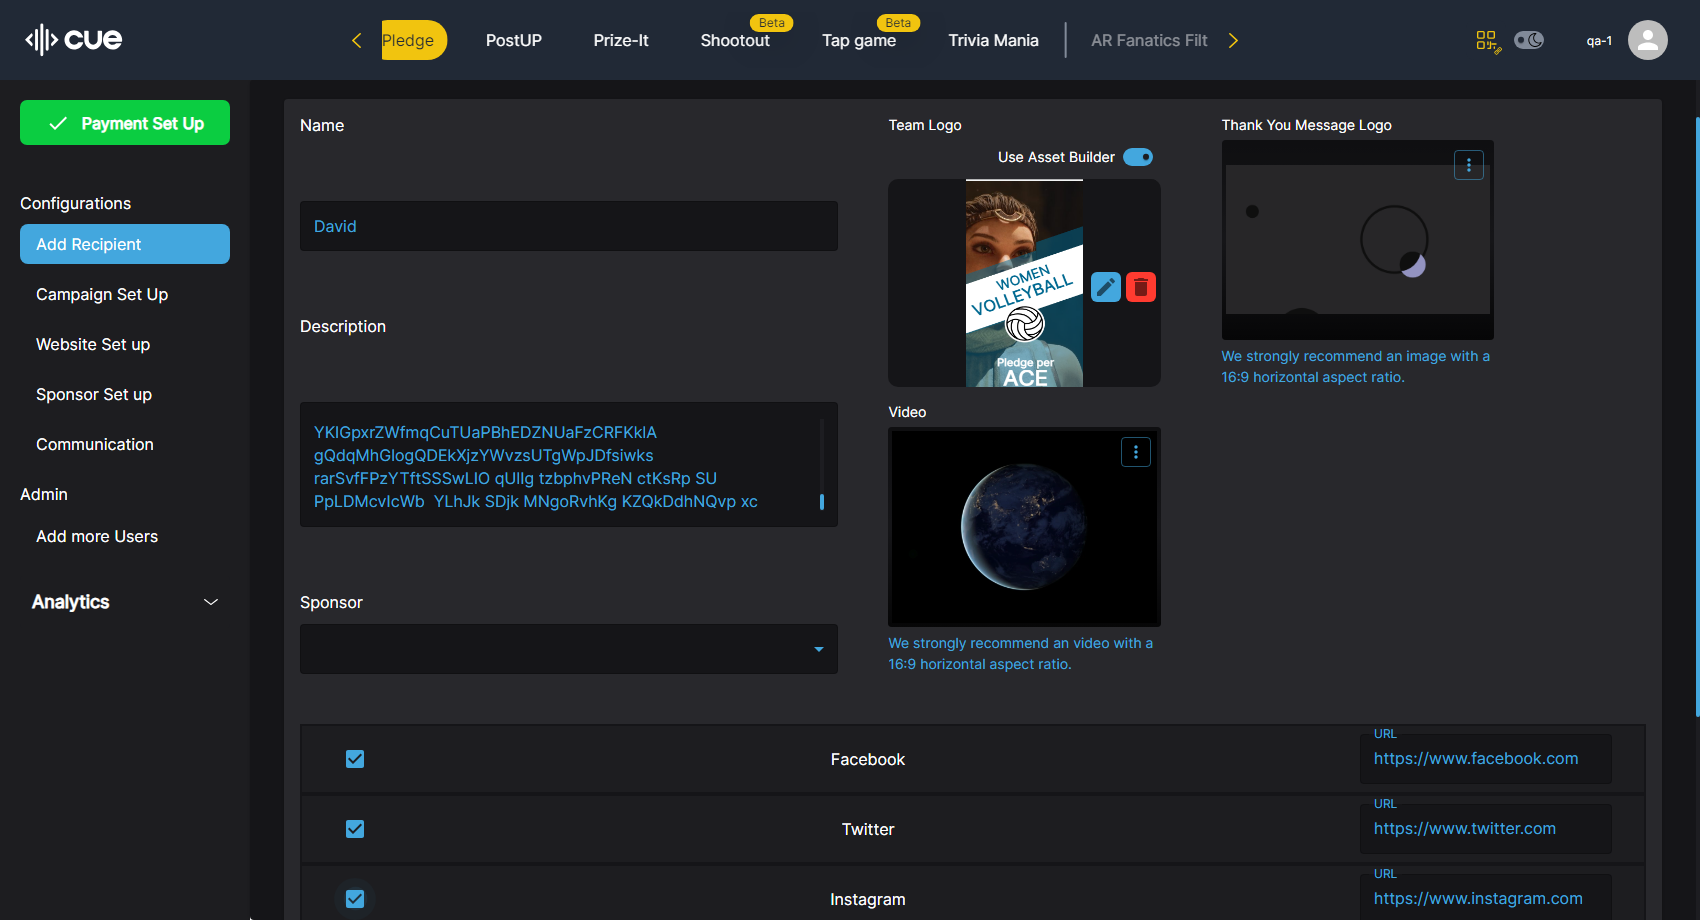 cue
Pledge
PostUP
Prize-It
Shootout
Beta
Tap game
Beta
Trivia Mania
AR Fanatics Filt
qa-1
Payment Set Up
Configurations
Add Recipient
Campaign Set Up
Website Set up
Sponsor Set up
Communication
Admin
Add more Users
Analytics
Name
David
Description
YKIGpxrZWfmqCuTUaPBhEDZNUaFzCRFKkIA
gQdqMhGIogQDEkXjzYWvzsUTgWpJDfsiwks
rarSvfFPzYTftSSSwLIO qUIIg tzbphvPReN ctKsRp SU
PpLDMcvIcWb  YLhJk SDjk MNgoRvhKg KZQkDdhNQvp xc
Sponsor
Team Logo
Use Asset Builder
WOMEN
VOLLEYBALL
Pledge per
ACE
Thank You Message Logo
We strongly recommend an image with a
16:9 horizontal aspect ratio.
Video
We strongly recommend an video with a
16:9 horizontal aspect ratio.
Facebook
URL
https://www.facebook.com
Twitter
URL
https://www.twitter.com
Instagram
URL
https://www.instagram.com